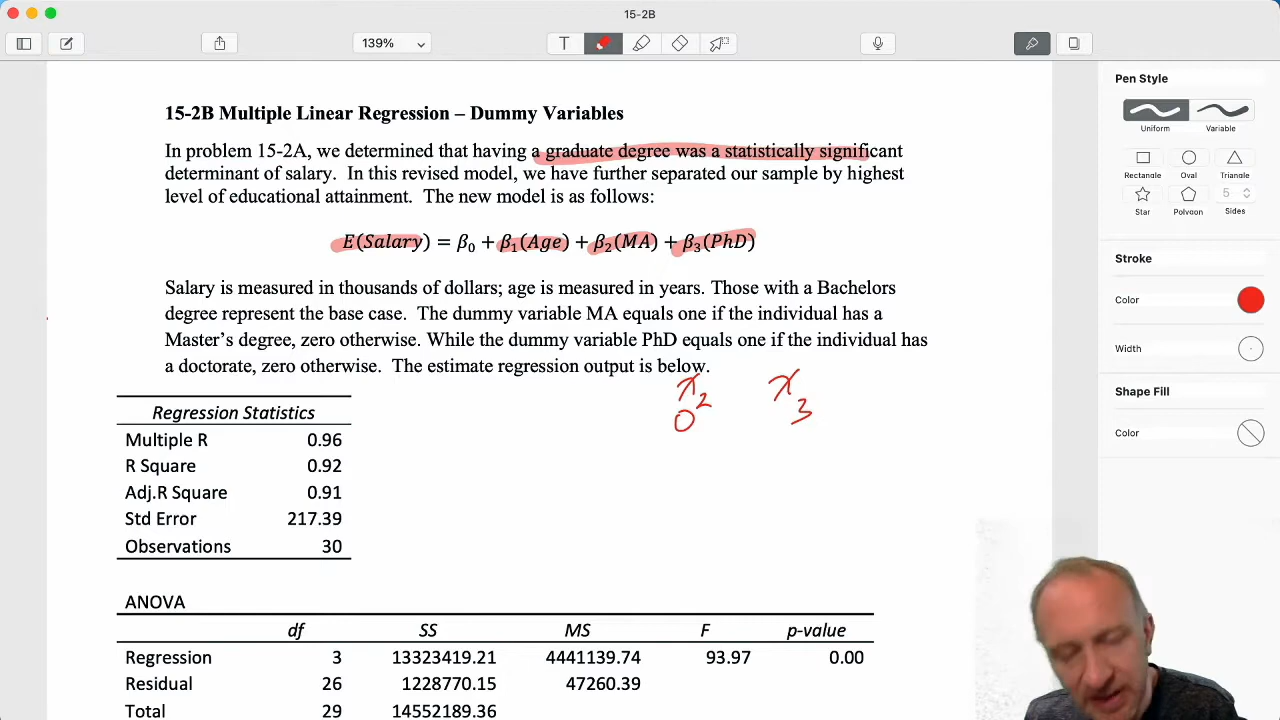 15-2B
139%
T
Pen Style
Uniform
Variable
Rectangle
Oval
Triangle
5
Star
Polygon
Sides
Stroke
Color
Width
Shape Fill
Color
15-2B Multiple Linear Regression – Dummy Variables
In problem 15-2A, we determined that having a graduate degree was a statistically significant
determinant of salary. In this revised model, we have further separated our sample by highest
level of educational attainment. The new model is as follows:
E(Salary) = β₀ + β₁(Age) + β₂(MA) + β₃(PhD)
Salary is measured in thousands of dollars; age is measured in years. Those with a Bachelors
degree represent the base case. The dummy variable MA equals one if the individual has a
Master's degree, zero otherwise. While the dummy variable PhD equals one if the individual has
a doctorate, zero otherwise. The estimate regression output is below.
x₂ x₃
0
Regression Statistics
Multiple R 0.96
R Square 0.92
Adj.R Square 0.91
Std Error 217.39
Observations 30
ANOVA
df SS MS F p-value
Regression 3 13323419.21 4441139.74 93.97 0.00
Residual 26 1228770.15 47260.39
Total 29 14552189.36